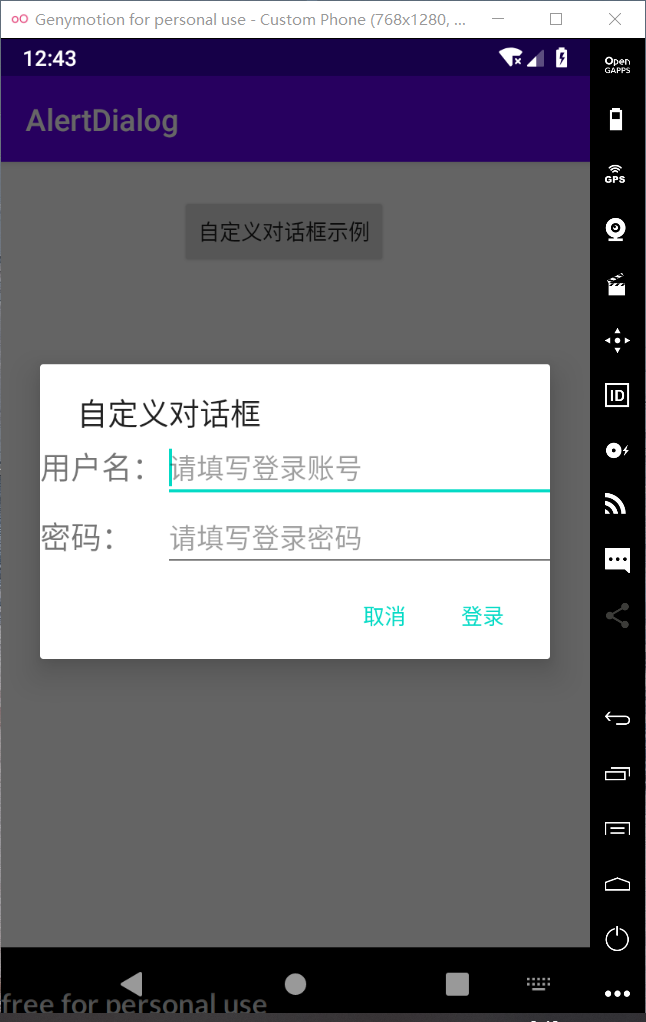 Genymotion for personal use - Custom Phone (768x1280, ...
12:43
Open
GAPPS
AlertDialog
GPS
自定义对话框示例
ID
自定义对话框
用户名： 请填写登录账号
密码： 请填写登录密码
取消 登录
free for personal use